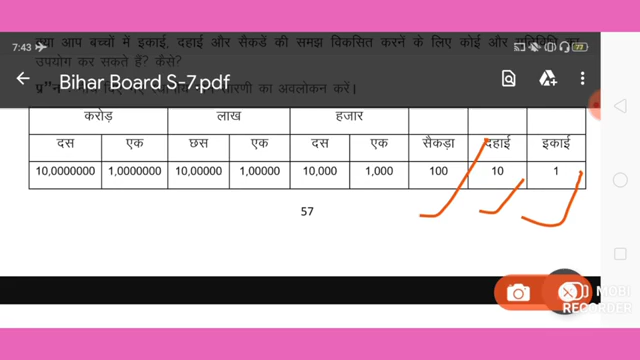 7:43
77
क्या आप बच्चों में इकाई, दहाई और सैकडें की समझ विकसित करनें के लिए कोई और गतिविधि का
उपयोग कर सकते हैं? कैसे?
Bihar Board S-7.pdf
सारणी का अवलोकन करें।
करोड़ लाख हजार
दस एक छस एक दस एक सैकड़ा दहाई इकाई
10,0000000 1,0000000 10,00000 1,00000 10,000 1,000 100 10 1
57
MOBI
RECORDER